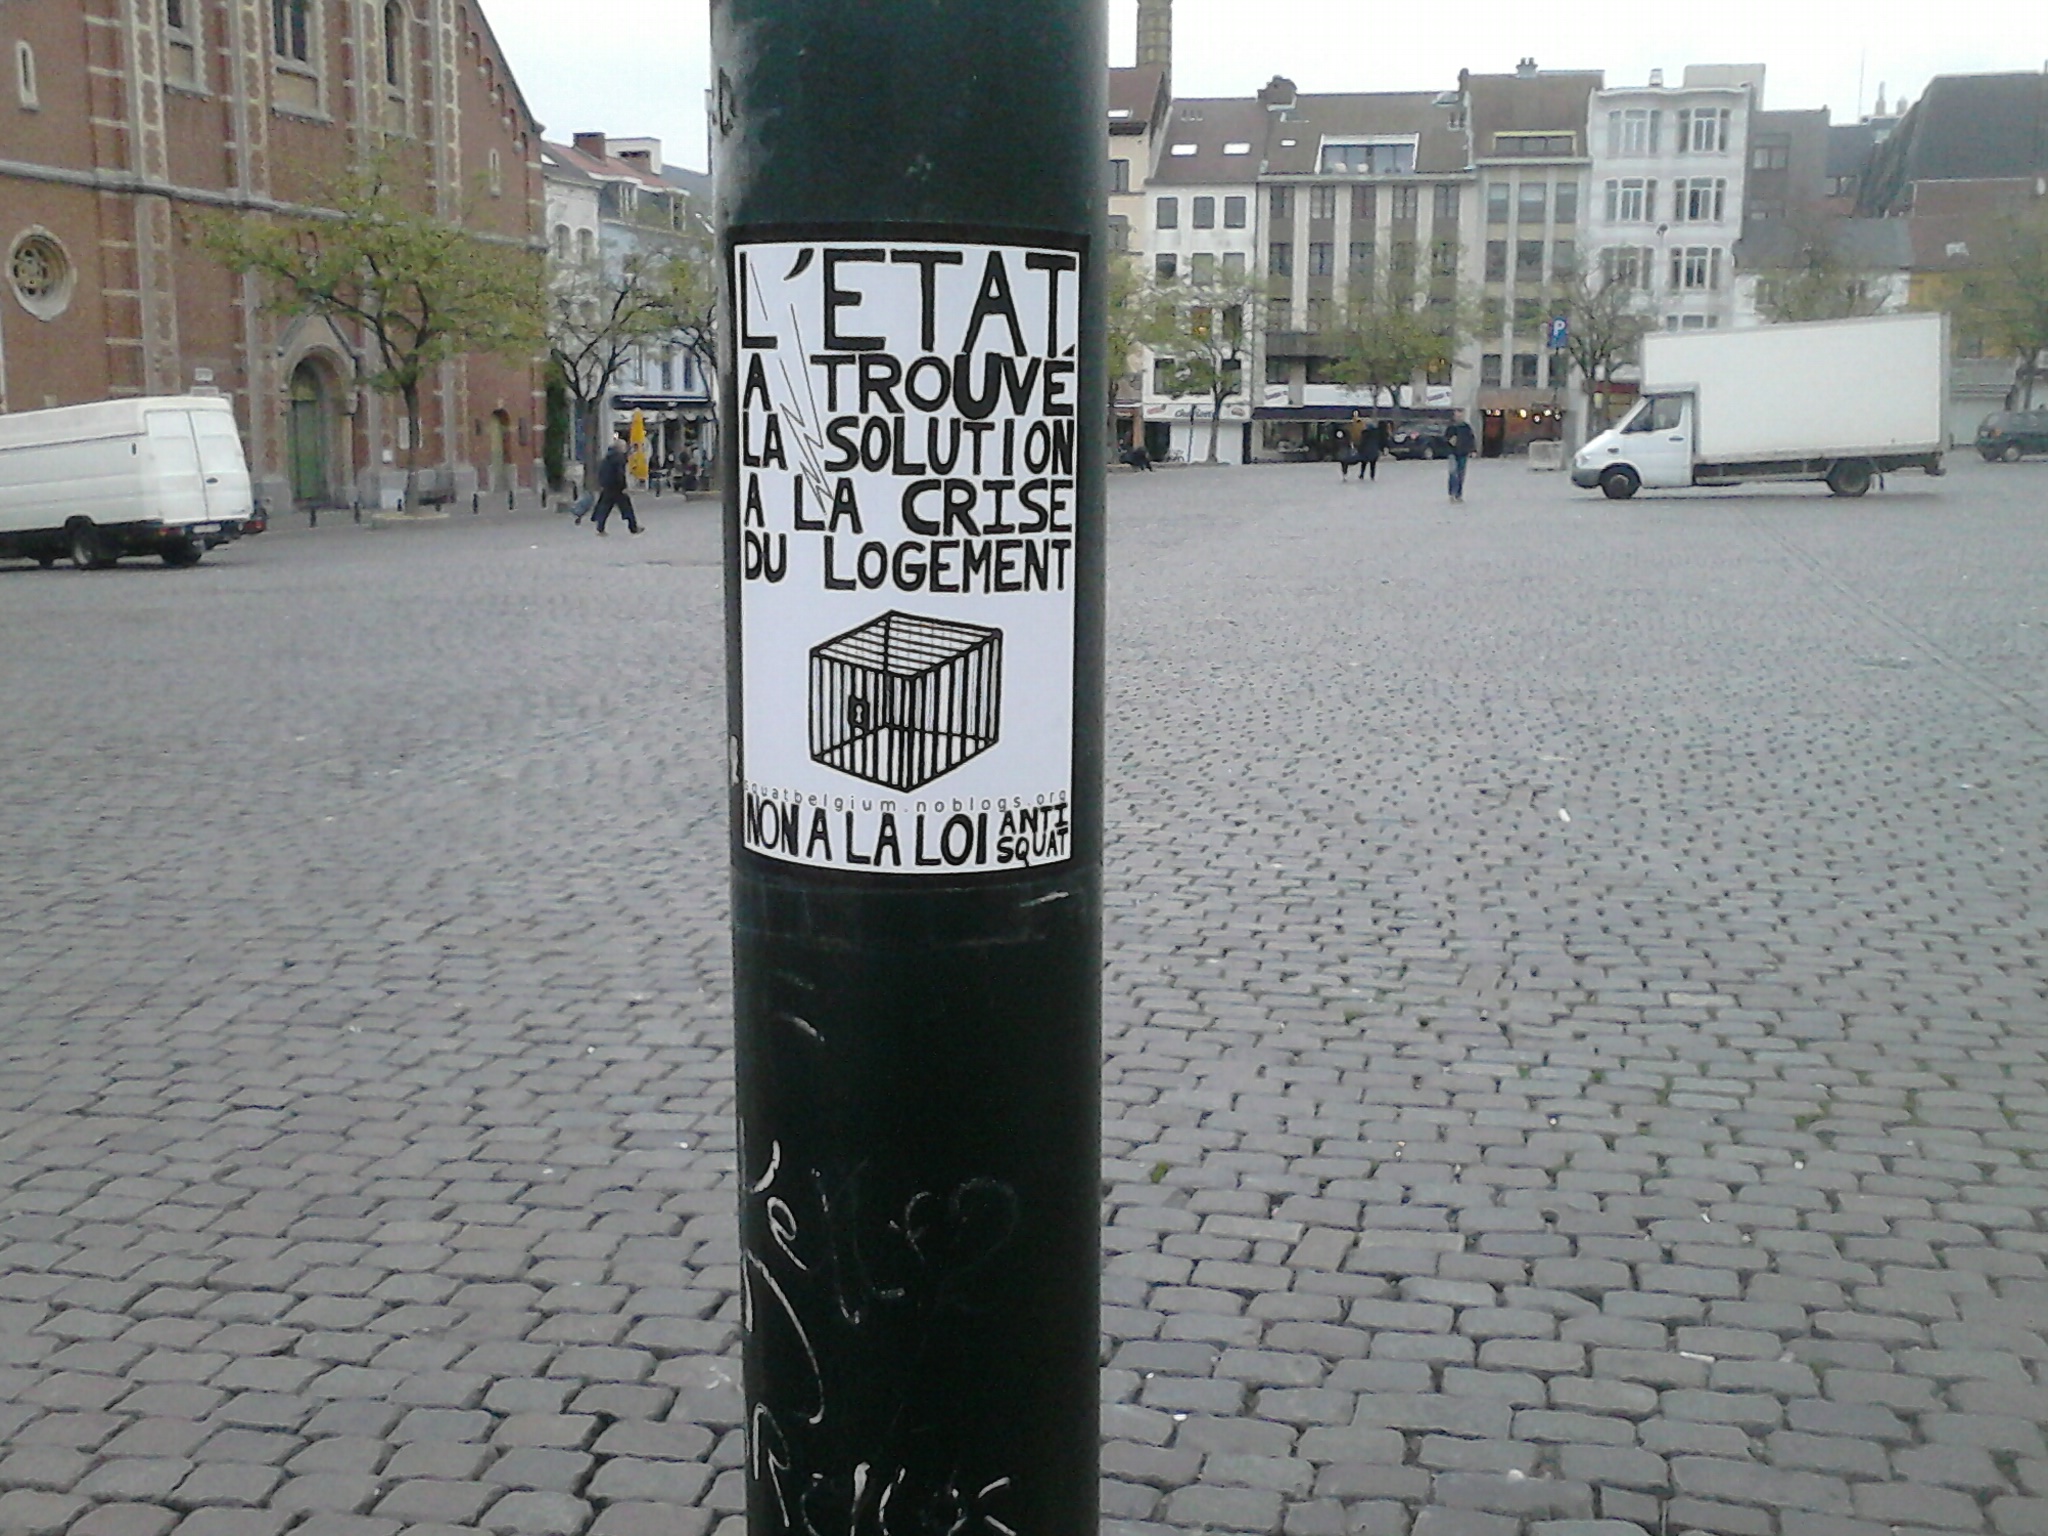 L'ETAT
A TROUVÉ
LA SOLUTION
A LA CRISE
DU LOGEMENT
squatbelgium.noblogs.org
NON A LA LOI ANTI
SQUAT
P